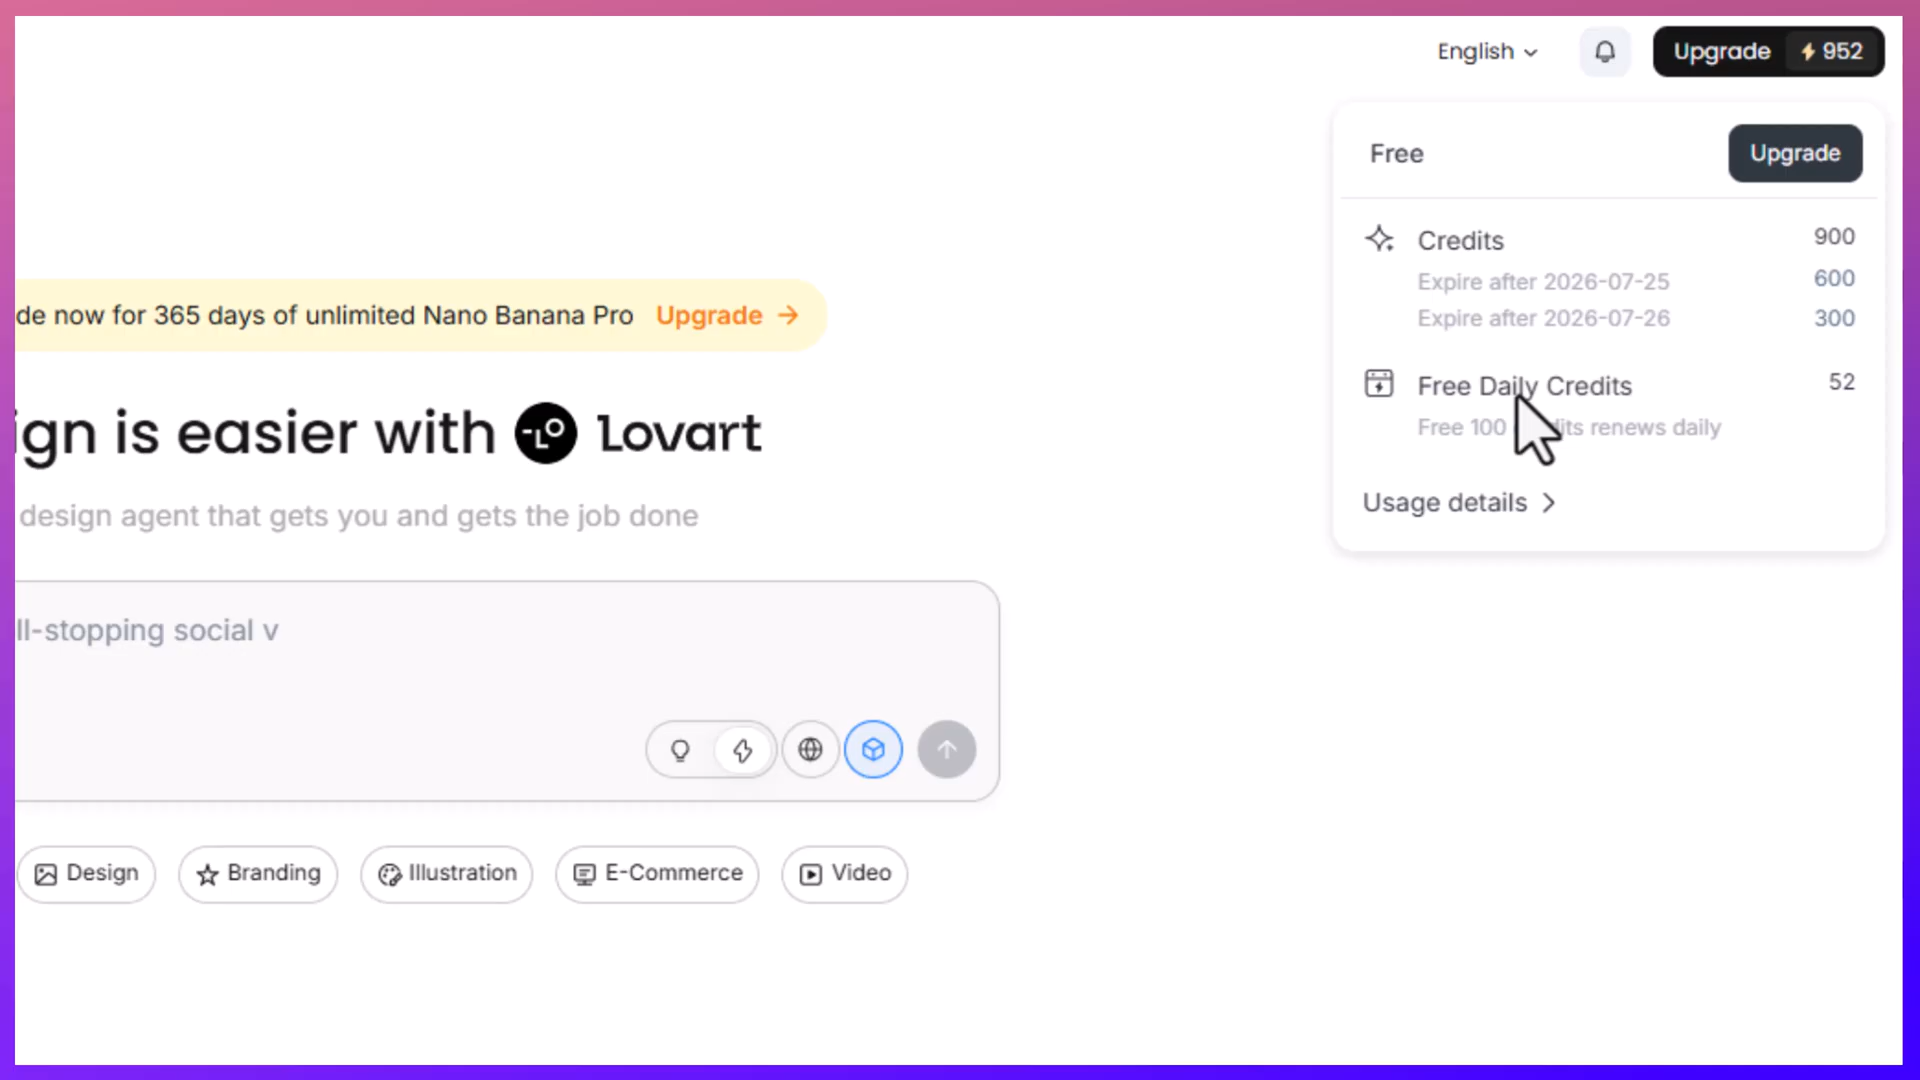 English
Upgrade 952
Free Upgrade
Credits 900
Expire after 2026-07-25 600
Expire after 2026-07-26 300
Free Daily Credits 52
Free 100 dits renews daily
Usage details
de now for 365 days of unlimited Nano Banana Pro Upgrade →
ign is easier with Lovart
design agent that gets you and gets the job done
ll-stopping social v
Design
Branding
Illustration
E-Commerce
Video